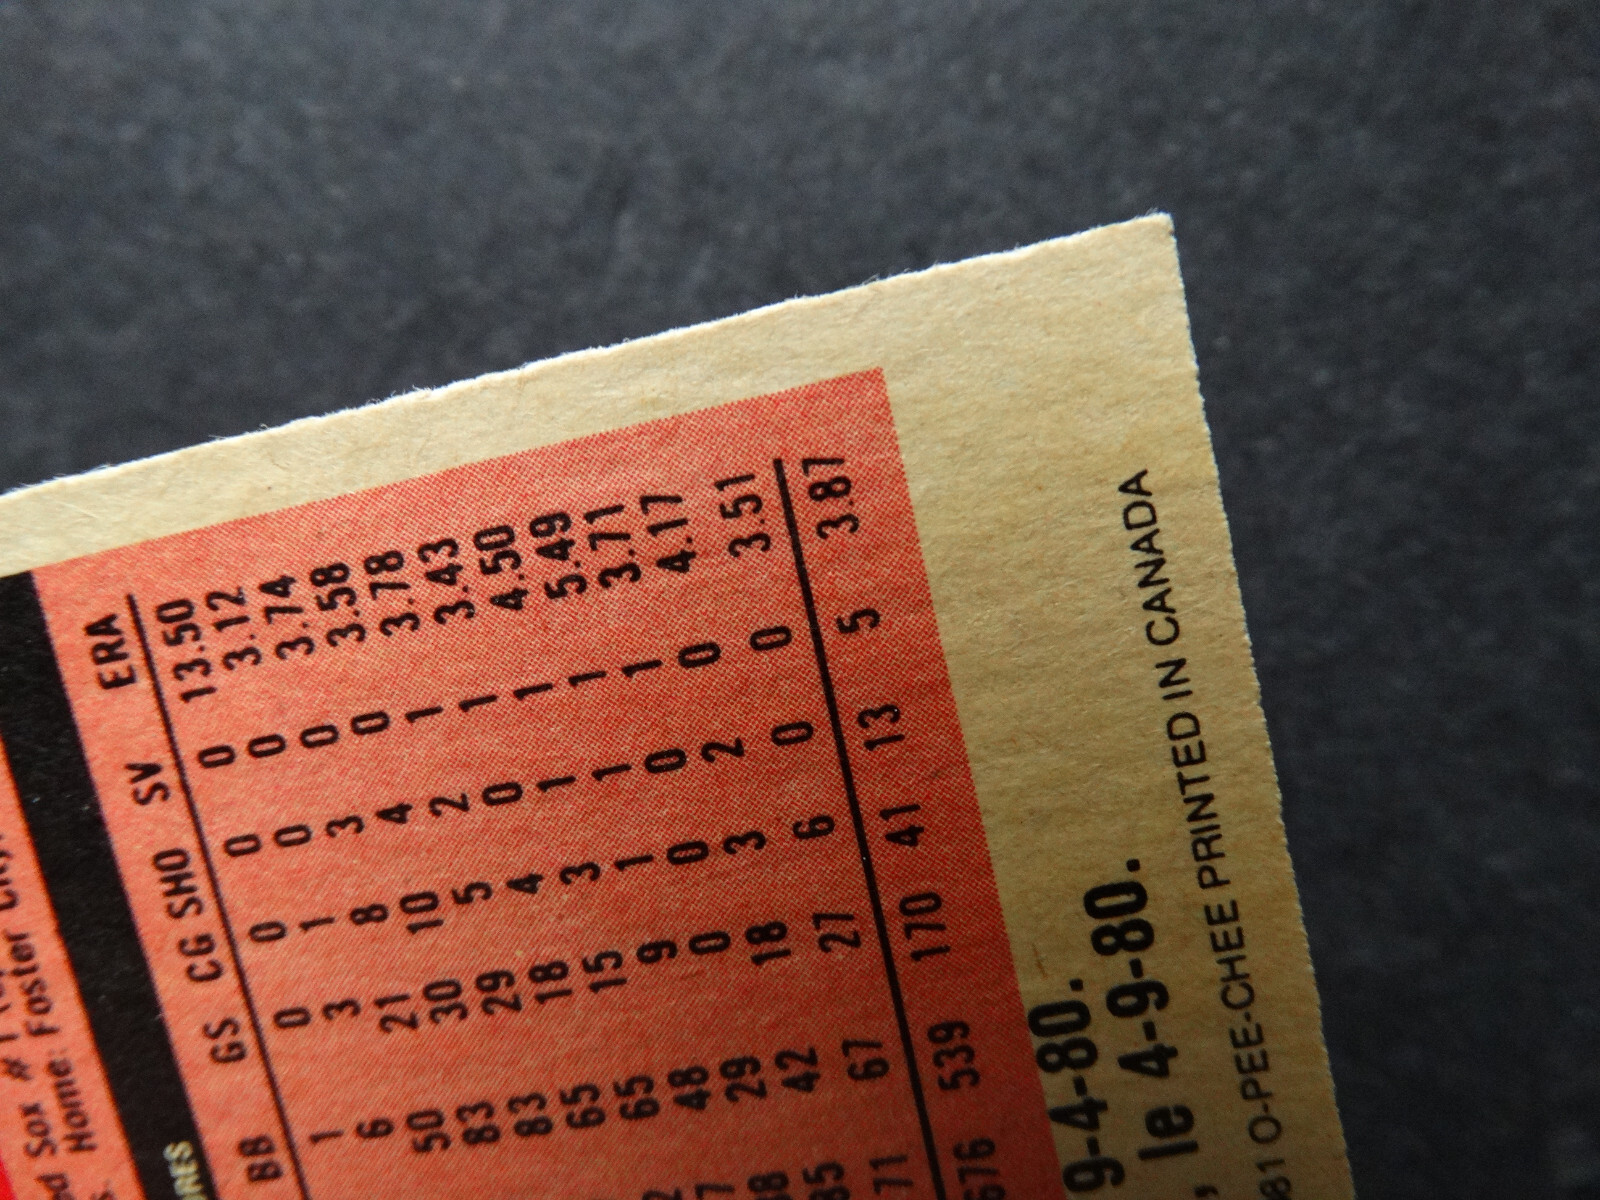 Sox #1
Home: Foster City,
BB GS CG SHO SV ERA
1 0 0 0 0 13.50
6 3 1 0 0 3.12
50 21 8 3 0 3.74
83 30 10 4 0 3.58
83 29 5 2 1 3.78
65 18 4 0 1 3.43
65 15 3 1 1 4.50
48 9 1 1 1 5.49
29 0 0 0 1 3.71
42 18 3 2 0 4.17
67 27 6 0 0 3.51
676 539 170 41 13 5 3.87
9-4-80.
, le 4-9-80.
81 O-PEE-CHEE PRINTED IN CANADA